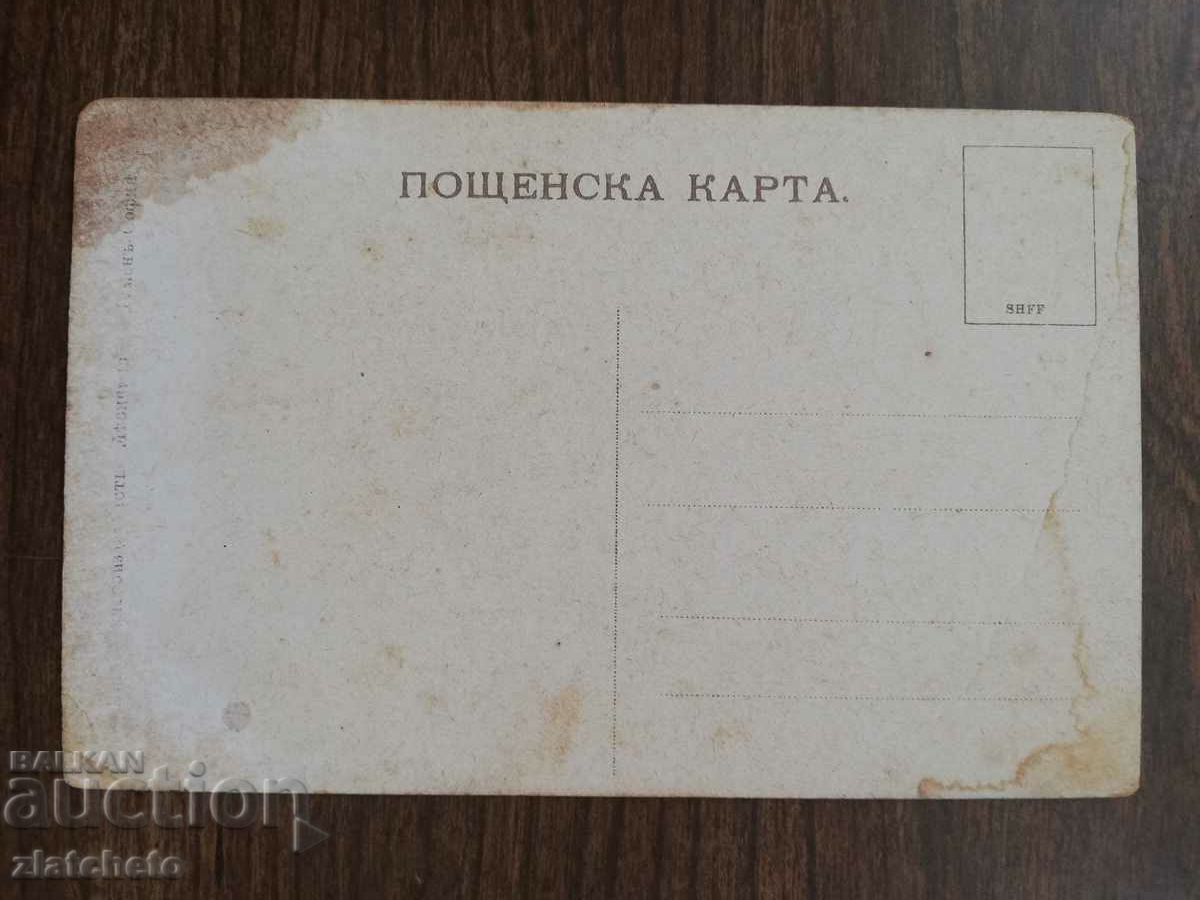 ПОЩЕНСКА КАРТА.
SHFF
BALKAN
auction
zlatcheto